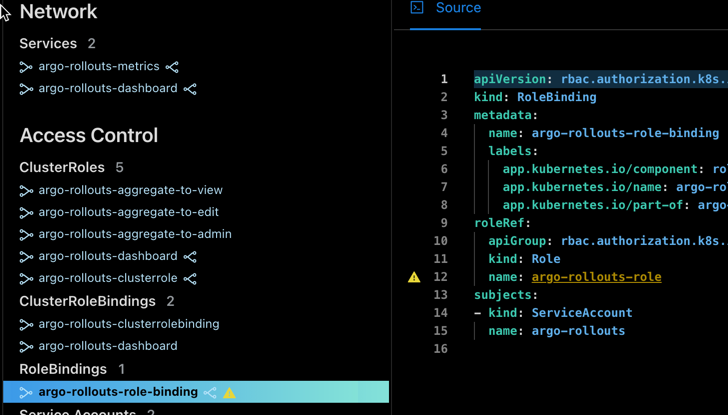 Network
Services 2
argo-rollouts-metrics
argo-rollouts-dashboard
Access Control
ClusterRoles 5
argo-rollouts-aggregate-to-view
argo-rollouts-aggregate-to-edit
argo-rollouts-aggregate-to-admin
argo-rollouts-dashboard
argo-rollouts-clusterrole
ClusterRoleBindings 2
argo-rollouts-clusterrolebinding
argo-rollouts-dashboard
RoleBindings 1
argo-rollouts-role-binding
Service Accounts 2
Source
1 apiVersion: rbac.authorization.k8s.
2 kind: RoleBinding
3 metadata:
4 name: argo-rollouts-role-binding
5 labels:
6 app.kubernetes.io/component: ro
7 app.kubernetes.io/name: argo-ro
8 app.kubernetes.io/part-of: argo-
9 roleRef:
10 apiGroup: rbac.authorization.k8s.
11 kind: Role
12 name: argo-rollouts-role
13 subjects:
14 - kind: ServiceAccount
15 name: argo-rollouts
16